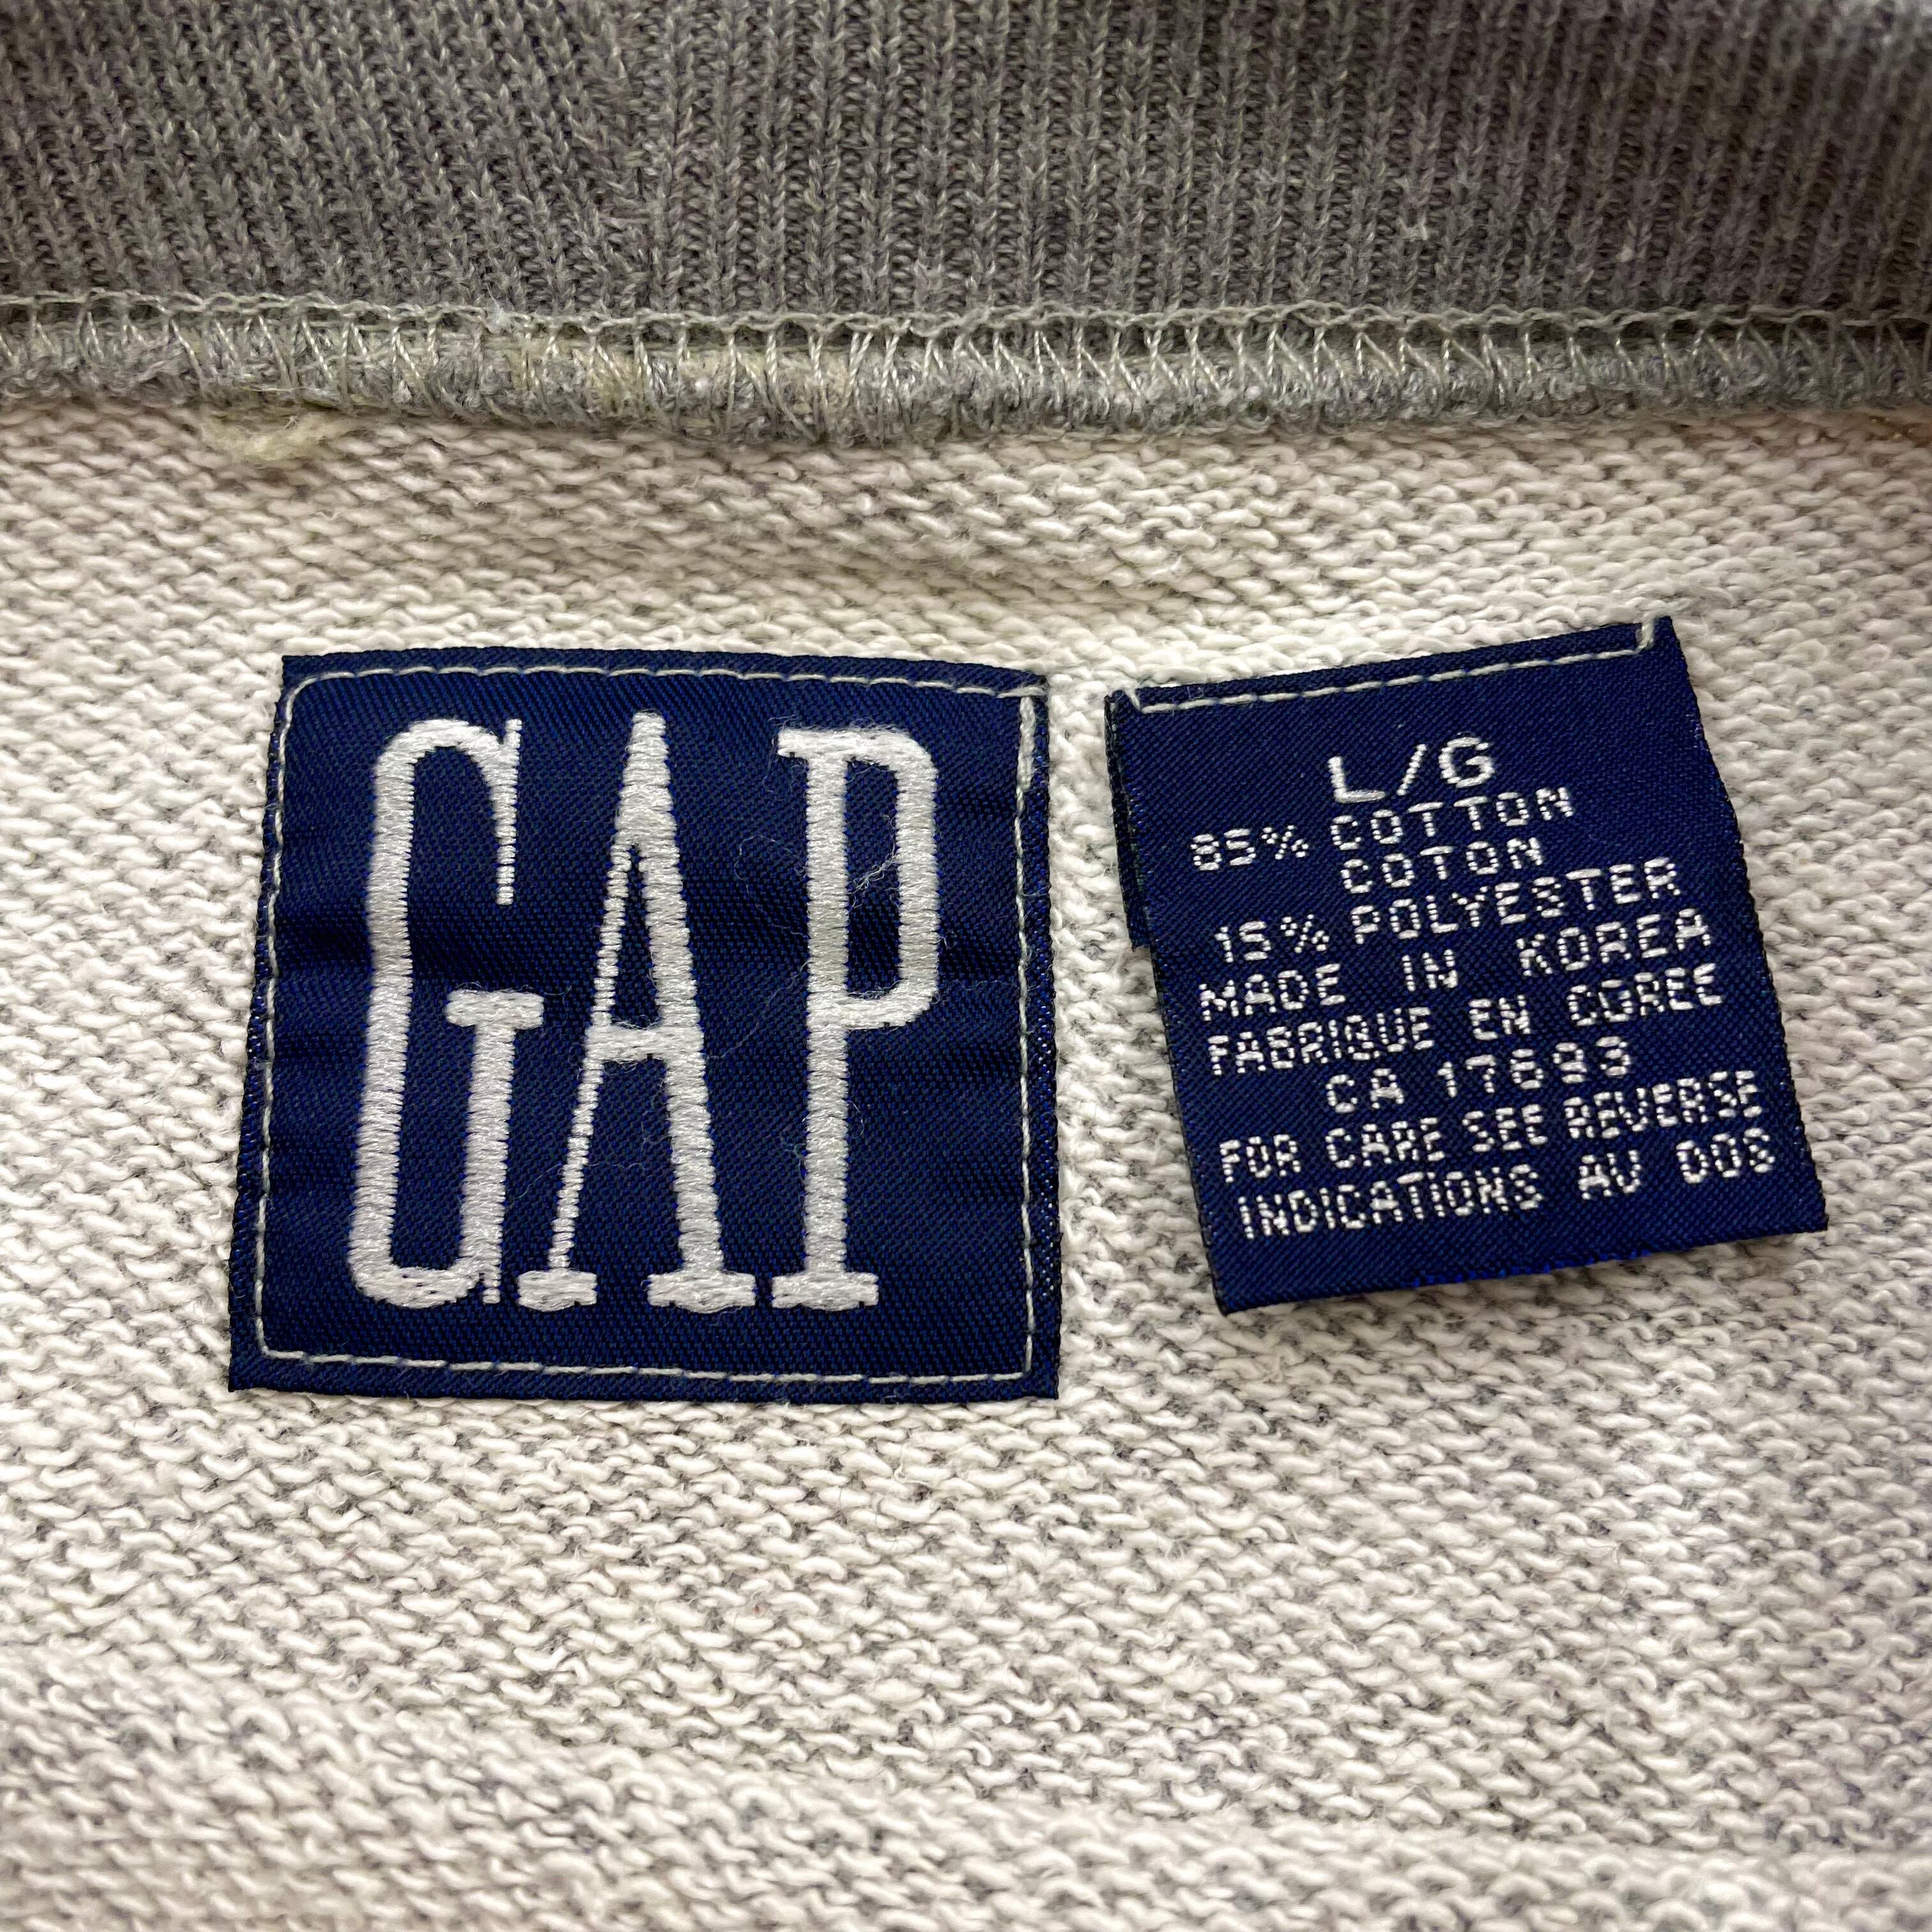 GAP
L/G
85% COTTON
COTON
15% POLYESTER
MADE IN KOREA
FABRIQUE EN COREE
CA 17693
FOR CARE SEE REVERSE
INDICATIONS AU DOS